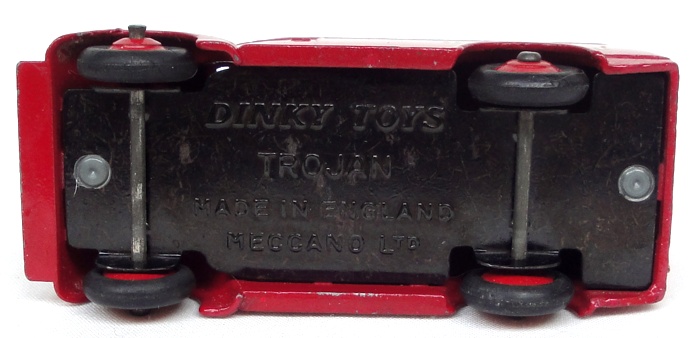 DINKY TOYS
TROJAN
MADE IN ENGLAND
MECCANO LTD